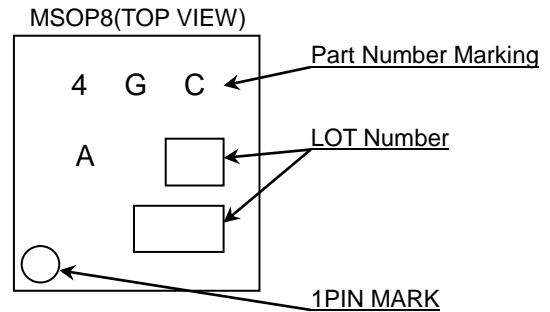 MSOP8(TOP VIEW)
4 G C
Part Number Marking
A
LOT Number
1PIN MARK